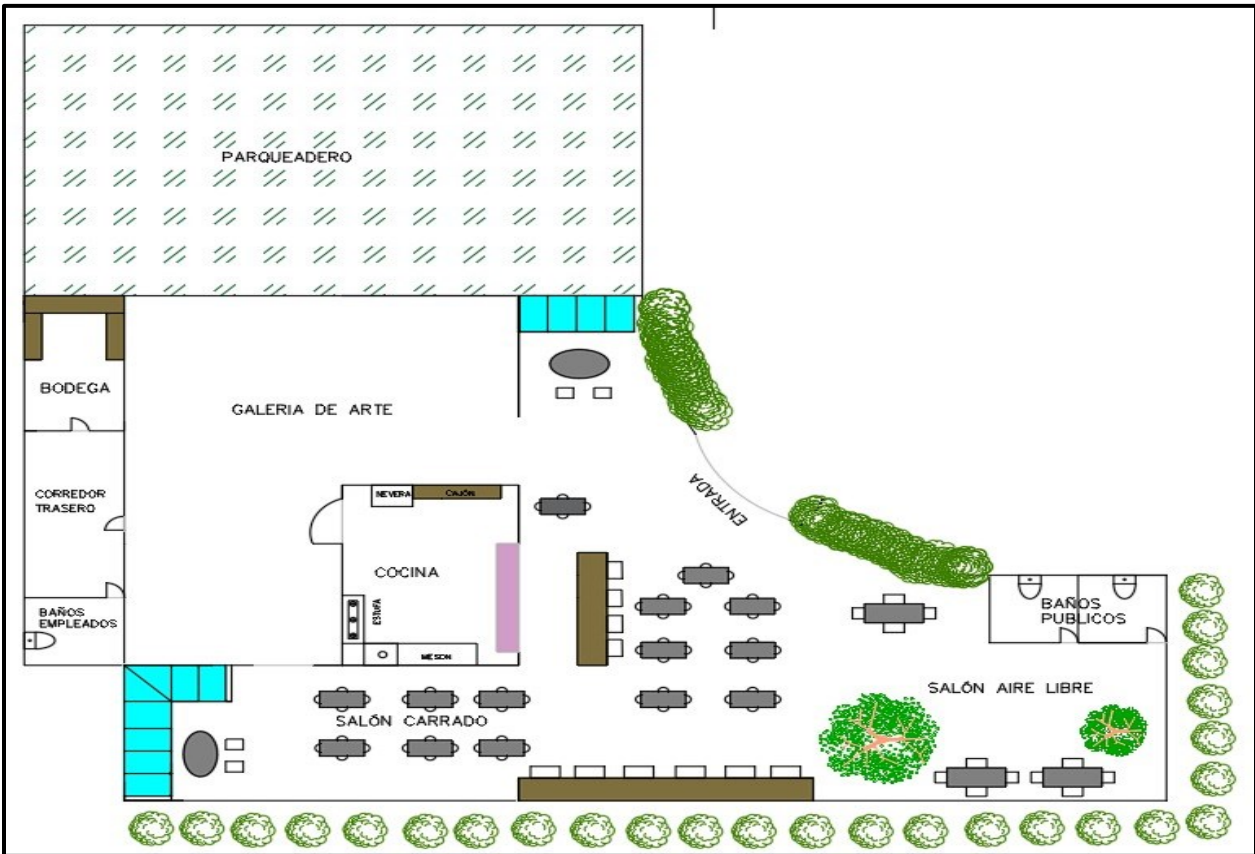 PARQUEADERO
BODEGA
GALERIA DE ARTE
CORREDOR
TRASERO
NEVERA
CAJÓN
ENTRADA
COCINA
ESTUFA
BAÑOS
EMPLEADOS
MESON
BAÑOS
PUBLICOS
SALÓN AIRE LIBRE
SALÓN CARRADO